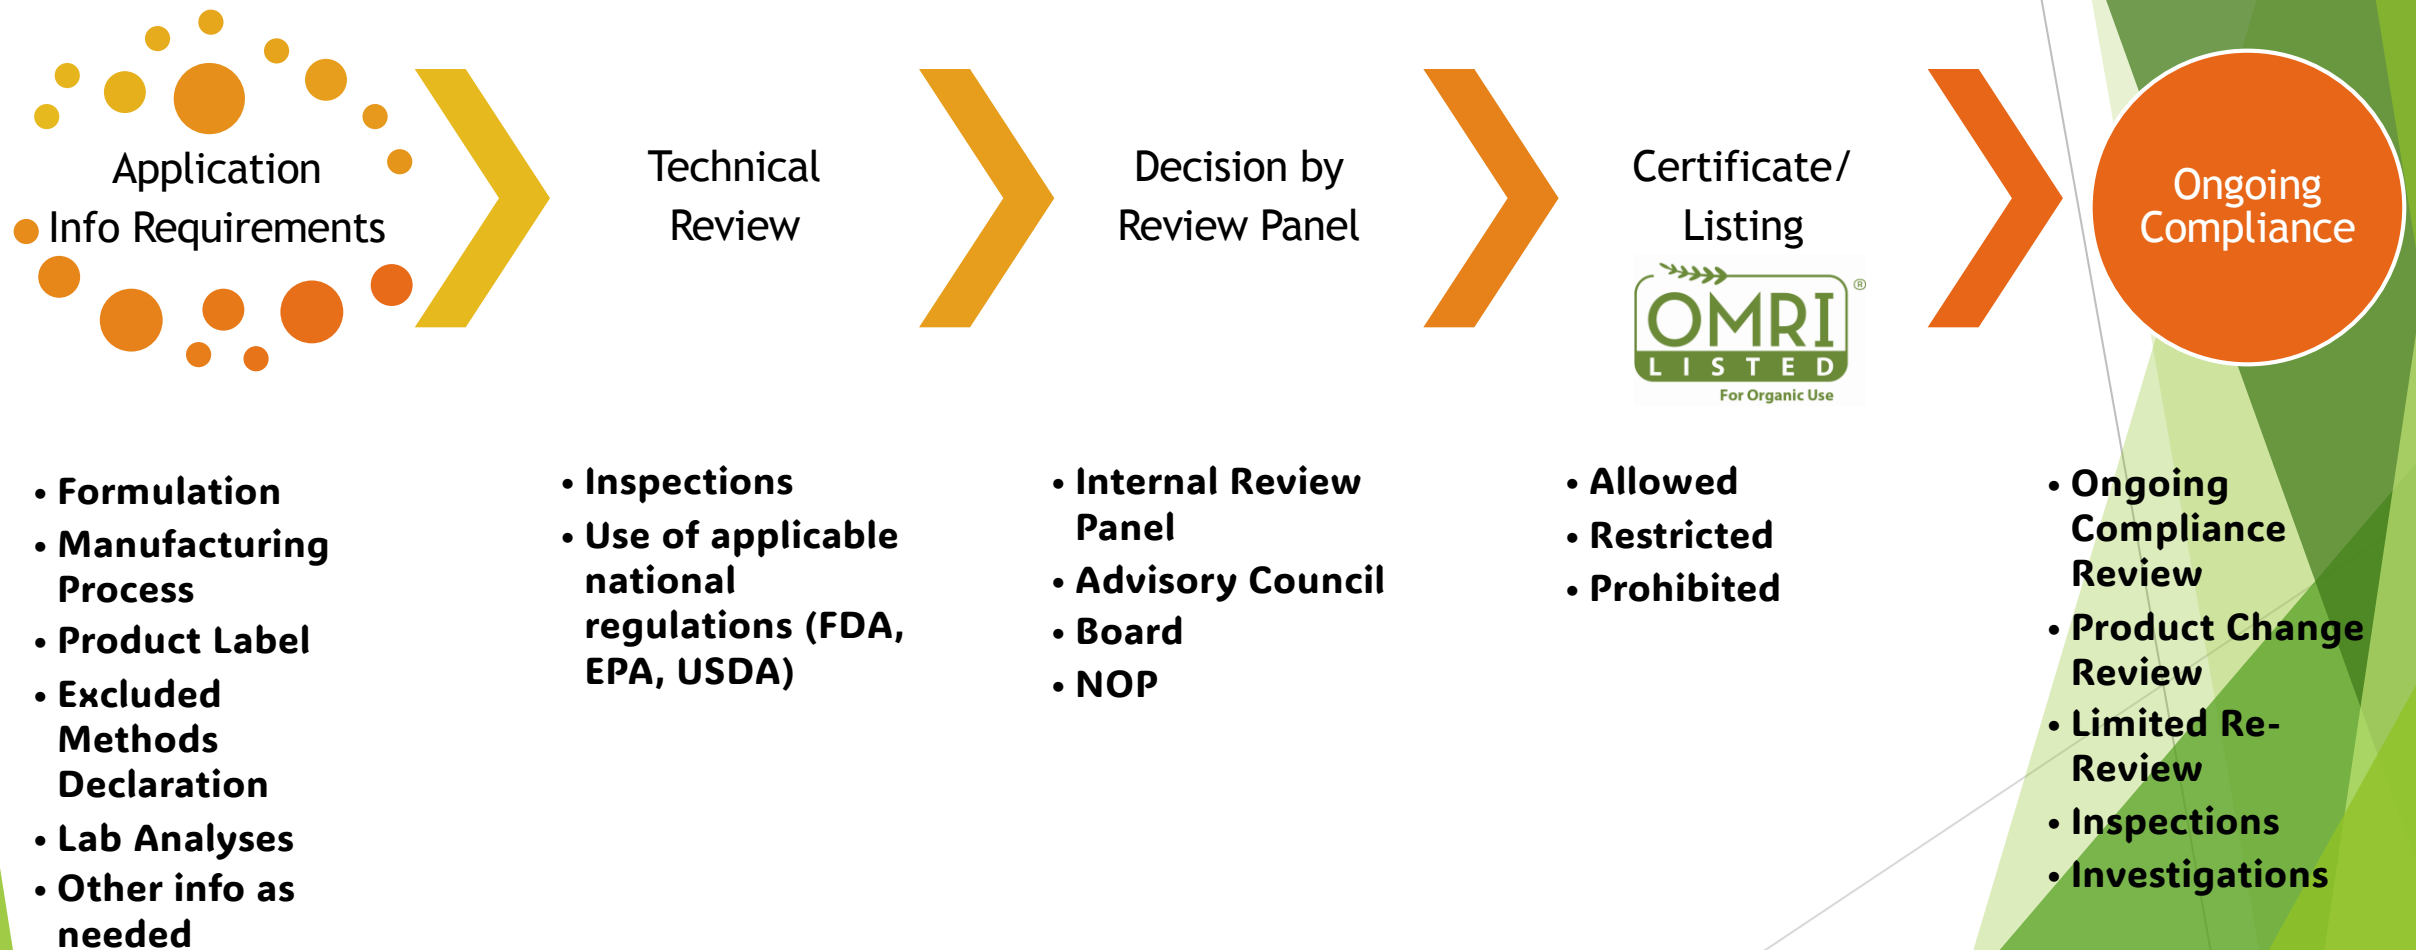 Application
Info Requirements
Technical
Review
Decision by
Review Panel
Certificate/
Listing
OMRI
®
LISTED
For Organic Use
Ongoing
Compliance
• Formulation
• Manufacturing
Process
• Product Label
• Excluded
Methods
Declaration
• Lab Analyses
• Other info as
needed
• Inspections
• Use of applicable
national
regulations (FDA,
EPA, USDA)
• Internal Review
Panel
• Advisory Council
• Board
• NOP
• Allowed
• Restricted
• Prohibited
• Ongoing
Compliance
Review
• Product Change
Review
• Limited Re-
Review
• Inspections
• Investigations